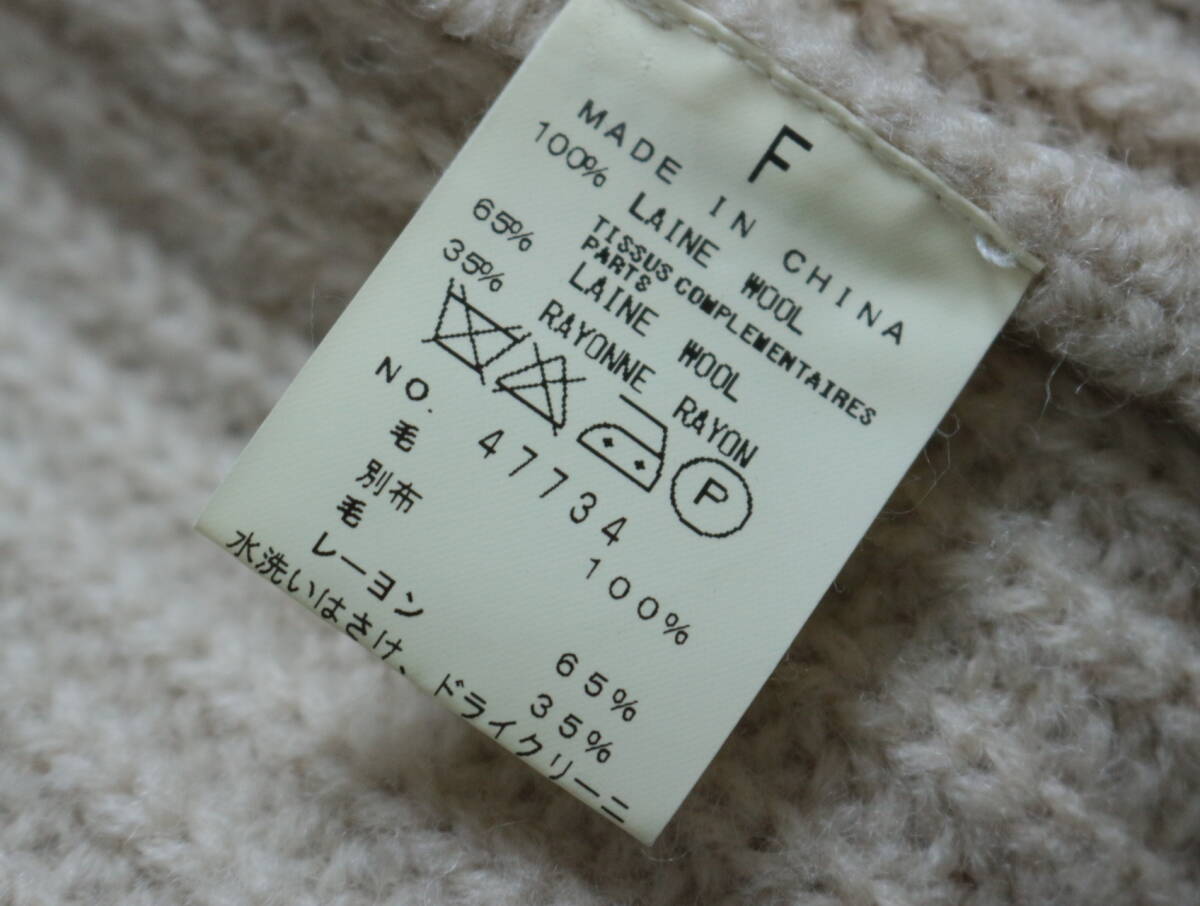 F
MADE IN CHINA
100% LAINE WOOL
TISSUS COMPLEMENTAIRES
PARTS
65% LAINE WOOL
35% RAYONNE RAYON
P
NO. 47734
毛 100%
別布
毛 65%
レーヨン 35%
水洗いはさけ、ドライクリーニ